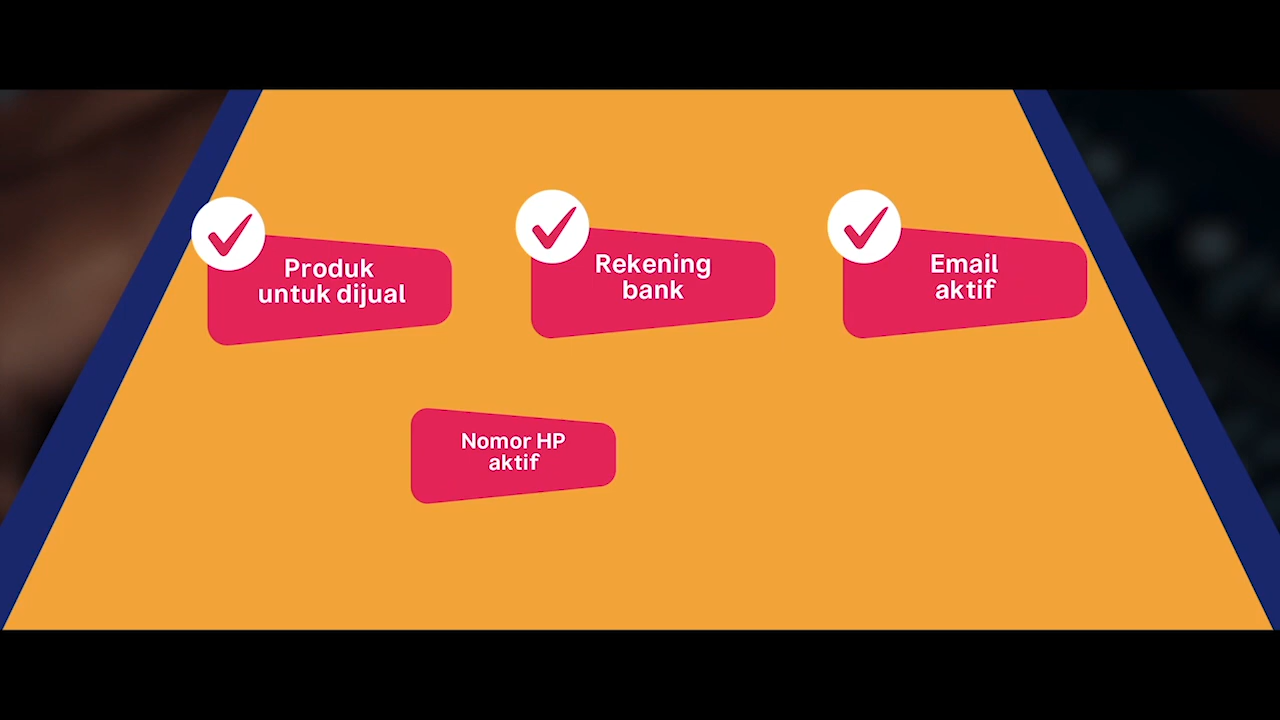 Produk
untuk dijual
Rekening
bank
Email
aktif
Nomor HP
aktif